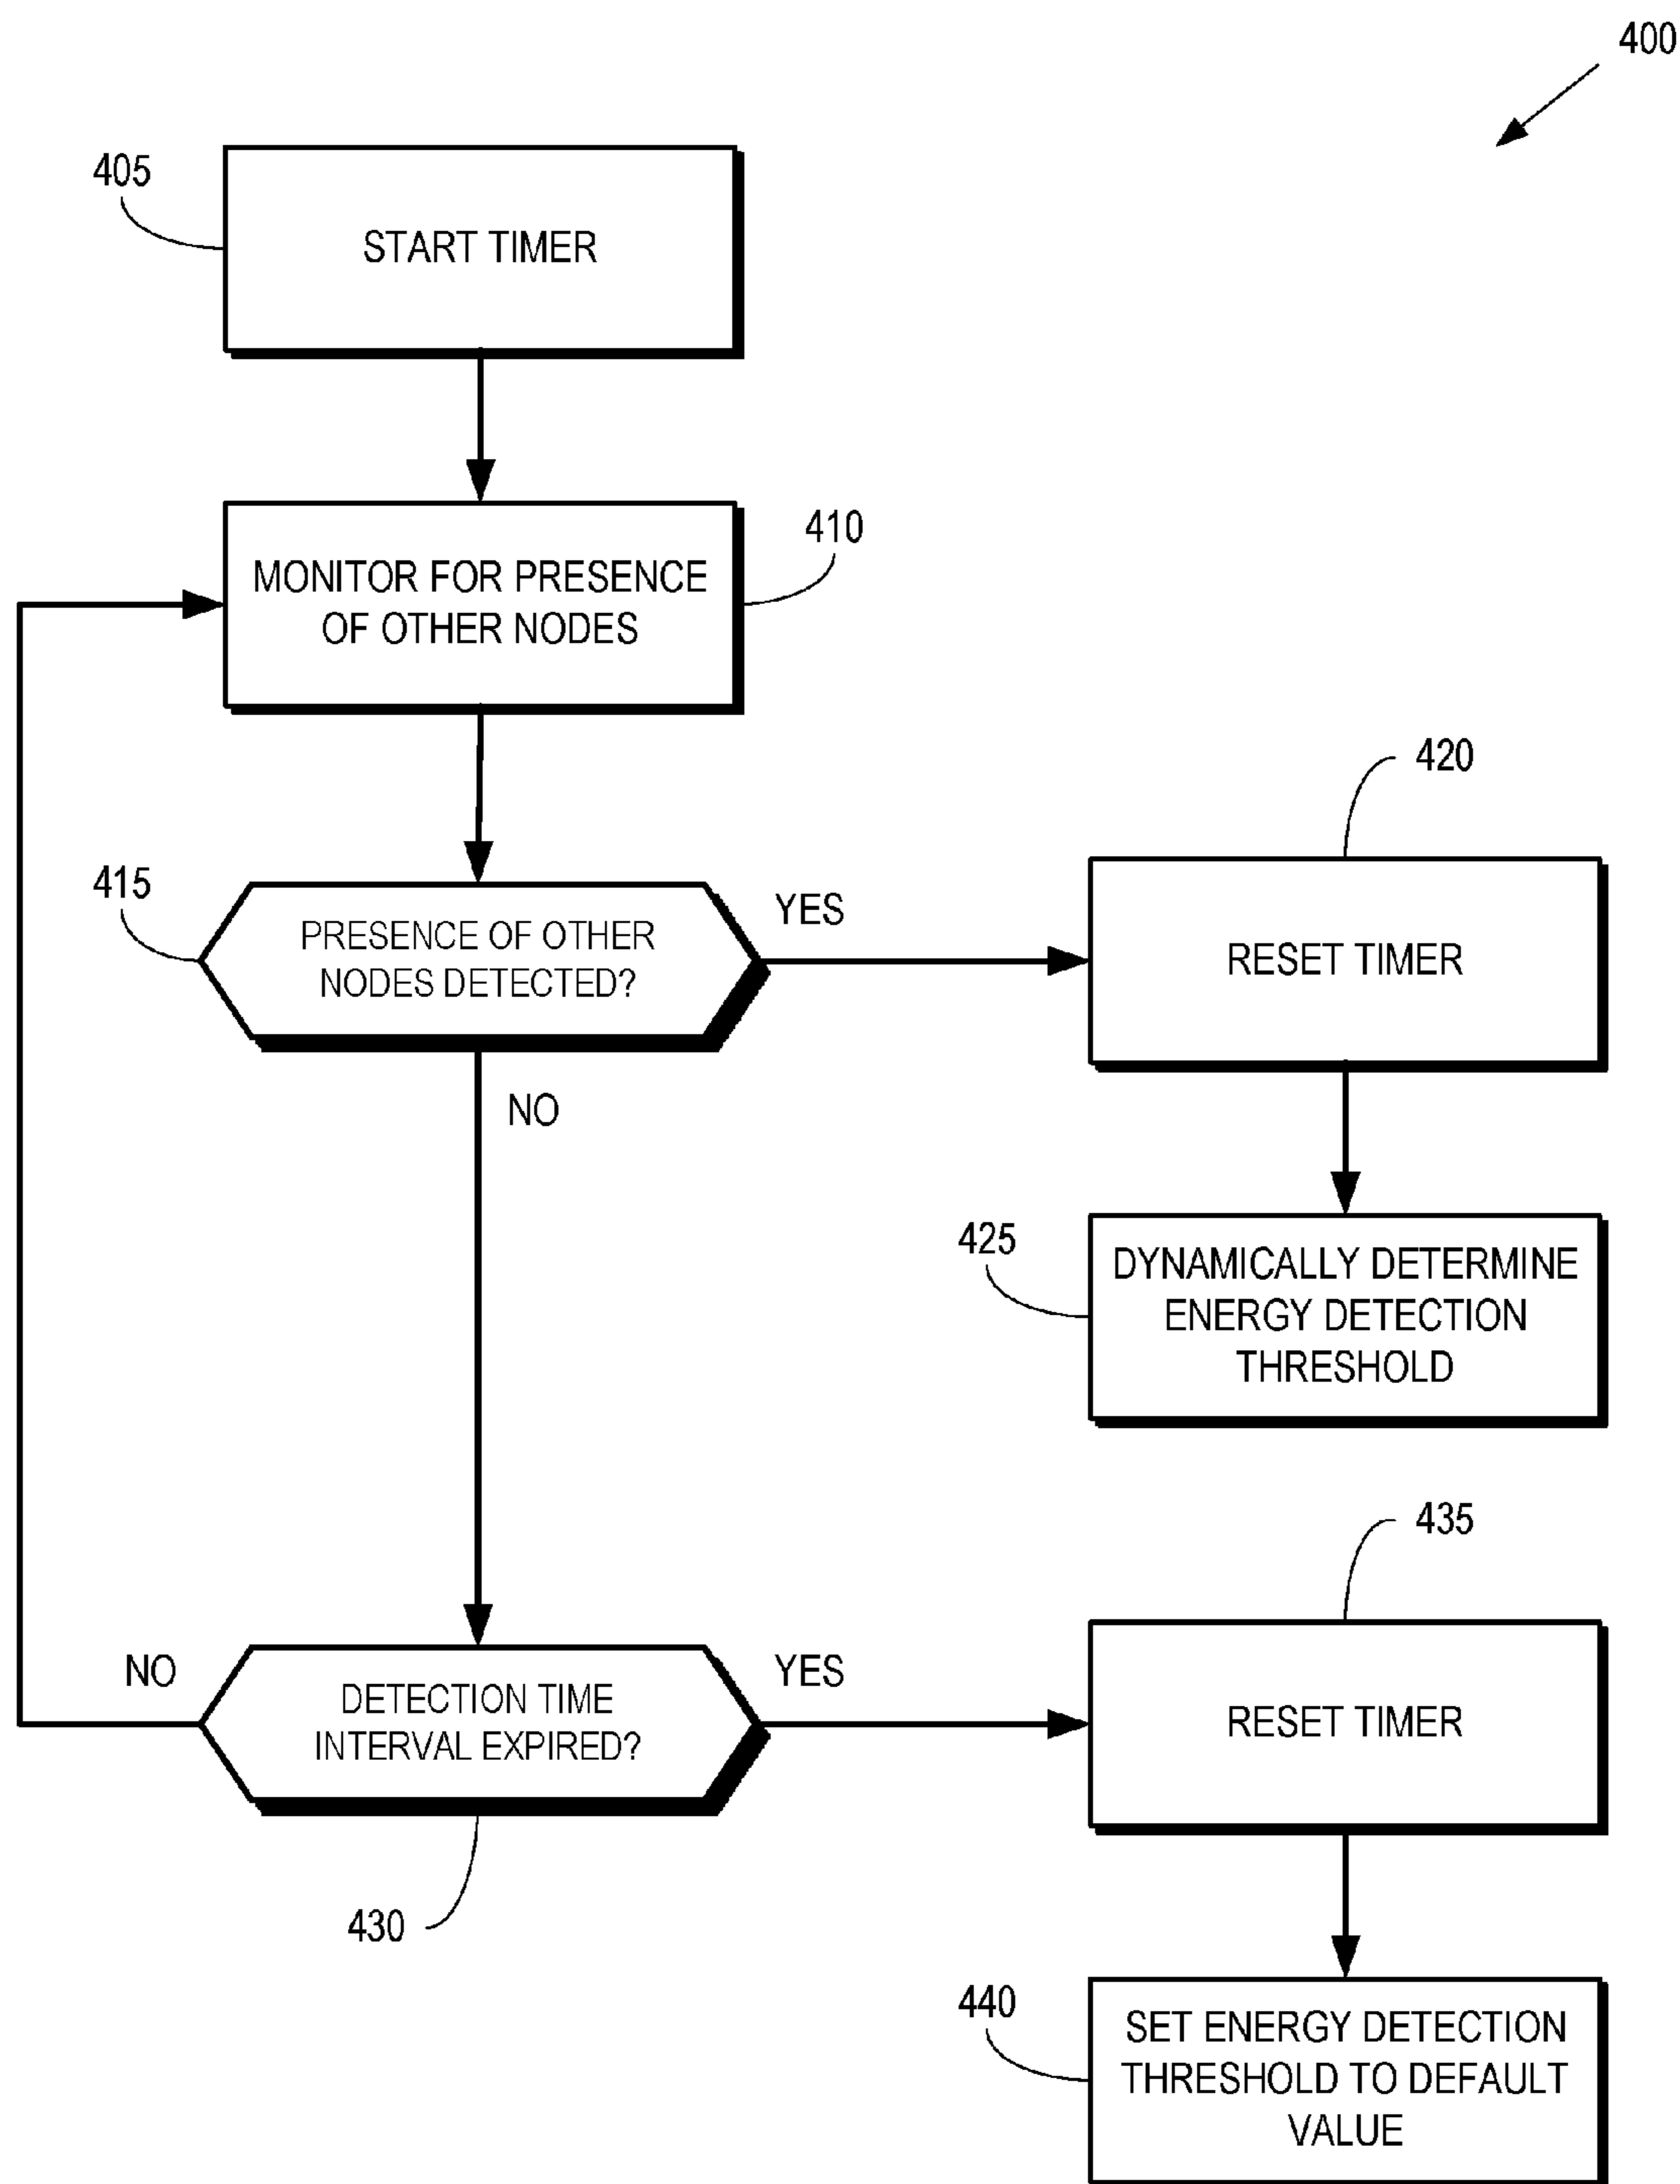 400
405
START TIMER
410
MONITOR FOR PRESENCE
OF OTHER NODES
415
PRESENCE OF OTHER
NODES DETECTED?
YES
NO
420
RESET TIMER
425
DYNAMICALLY DETERMINE
ENERGY DETECTION
THRESHOLD
430
DETECTION TIME
INTERVAL EXPIRED?
NO
YES
435
RESET TIMER
440
SET ENERGY DETECTION
THRESHOLD TO DEFAULT
VALUE